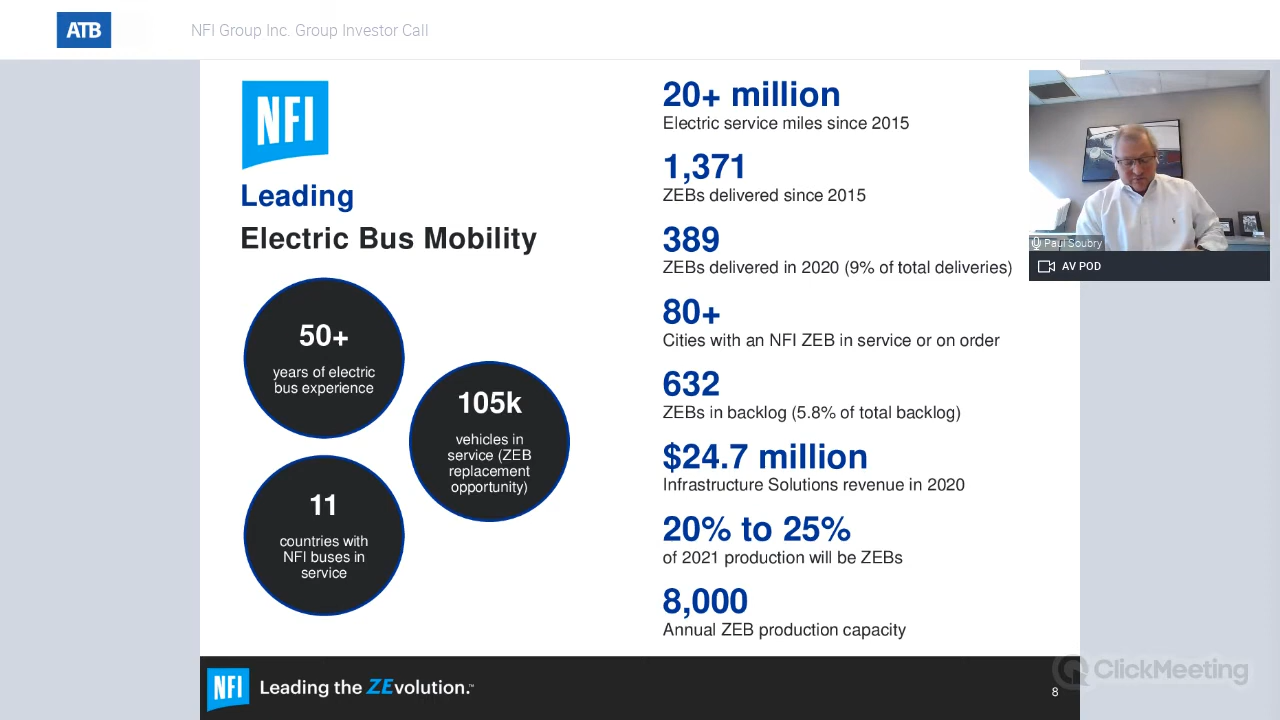 ATB
NFI Group Inc. Group Investor Call
NFI
Leading
Electric Bus Mobility
50+
years of electric
bus experience
105k
vehicles in
service (ZEB
replacement
opportunity)
11
countries with
NFI buses in
service
20+ million
Electric service miles since 2015
1,371
ZEBs delivered since 2015
389
ZEBs delivered in 2020 (9% of total deliveries)
80+
Cities with an NFI ZEB in service or on order
632
ZEBs in backlog (5.8% of total backlog)
$24.7 million
Infrastructure Solutions revenue in 2020
20% to 25%
of 2021 production will be ZEBs
8,000
Annual ZEB production capacity
Paul Soubry
AV POD
NFI
Leading the ZEvolution.™
8
ClickMeeting